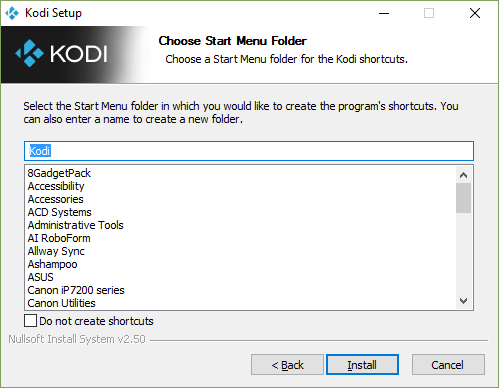 Kodi Setup
KODI
Choose Start Menu Folder
Choose a Start Menu folder for the Kodi shortcuts.
Select the Start Menu folder in which you would like to create the program's shortcuts. You
can also enter a name to create a new folder.
Kodi
8GadgetPack
Accessibility
Accessories
ACD Systems
Administrative Tools
AI RoboForm
Allway Sync
Ashampoo
ASUS
Canon iP7200 series
Canon Utilities
Do not create shortcuts
Nullsoft Install System v2.50
< Back
Install
Cancel